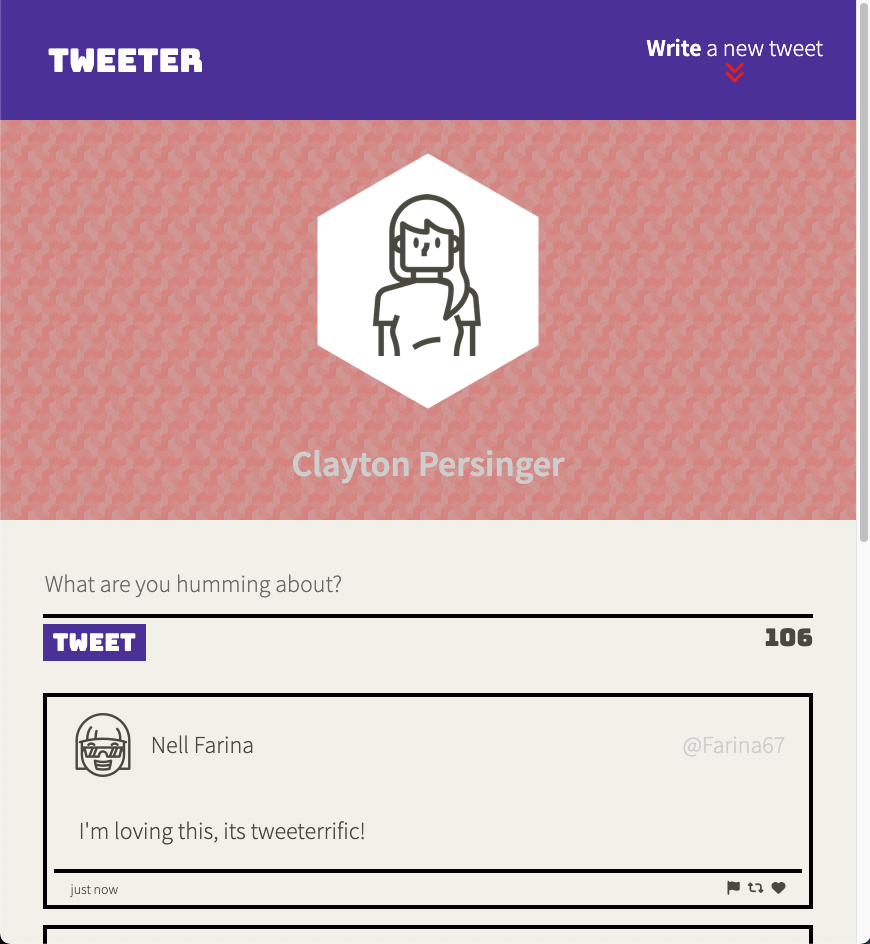 TWEETER
Write a new tweet
Clayton Persinger
What are you humming about?
TWEET
106
Nell Farina
@Farina67
I'm loving this, its tweeterrific!
just now